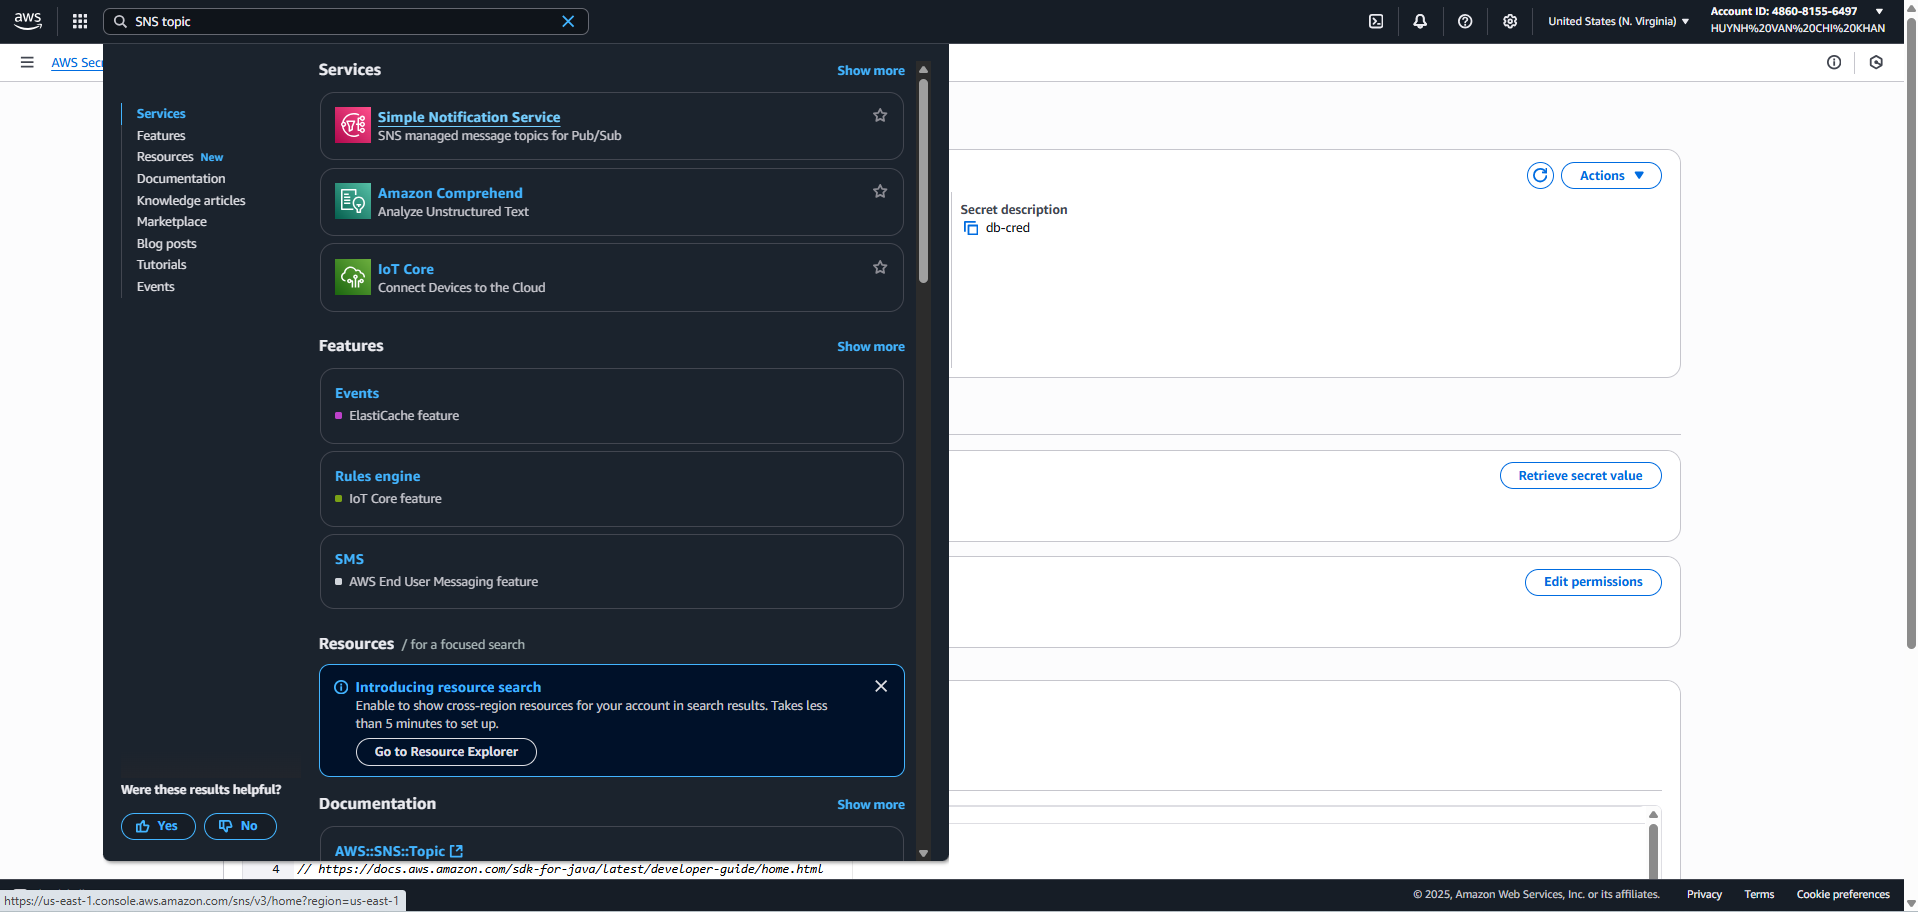 aws
SNS topic
United States (N. Virginia)
Account ID: 4860-8155-6497
HUYNH%20VAN%20CHI%20KHAN
AWS Secr
Services
Features
Resources New
Documentation
Knowledge articles
Marketplace
Blog posts
Tutorials
Events
Were these results helpful?
Yes
No
Services
Show more
Simple Notification Service
SNS managed message topics for Pub/Sub
Amazon Comprehend
Analyze Unstructured Text
IoT Core
Connect Devices to the Cloud
Features
Show more
Events
ElastiCache feature
Rules engine
IoT Core feature
SMS
AWS End User Messaging feature
Resources / for a focused search
Introducing resource search
Enable to show cross-region resources for your account in search results. Takes less
than 5 minutes to set up.
Go to Resource Explorer
Documentation
Show more
AWS::SNS::Topic
Actions
Secret description
db-cred
Retrieve secret value
Edit permissions
4 // https://docs.aws.amazon.com/sdk-for-java/latest/developer-guide/home.html
https://us-east-1.console.aws.amazon.com/sns/v3/home?region=us-east-1
© 2025, Amazon Web Services, Inc. or its affiliates.
Privacy
Terms
Cookie preferences